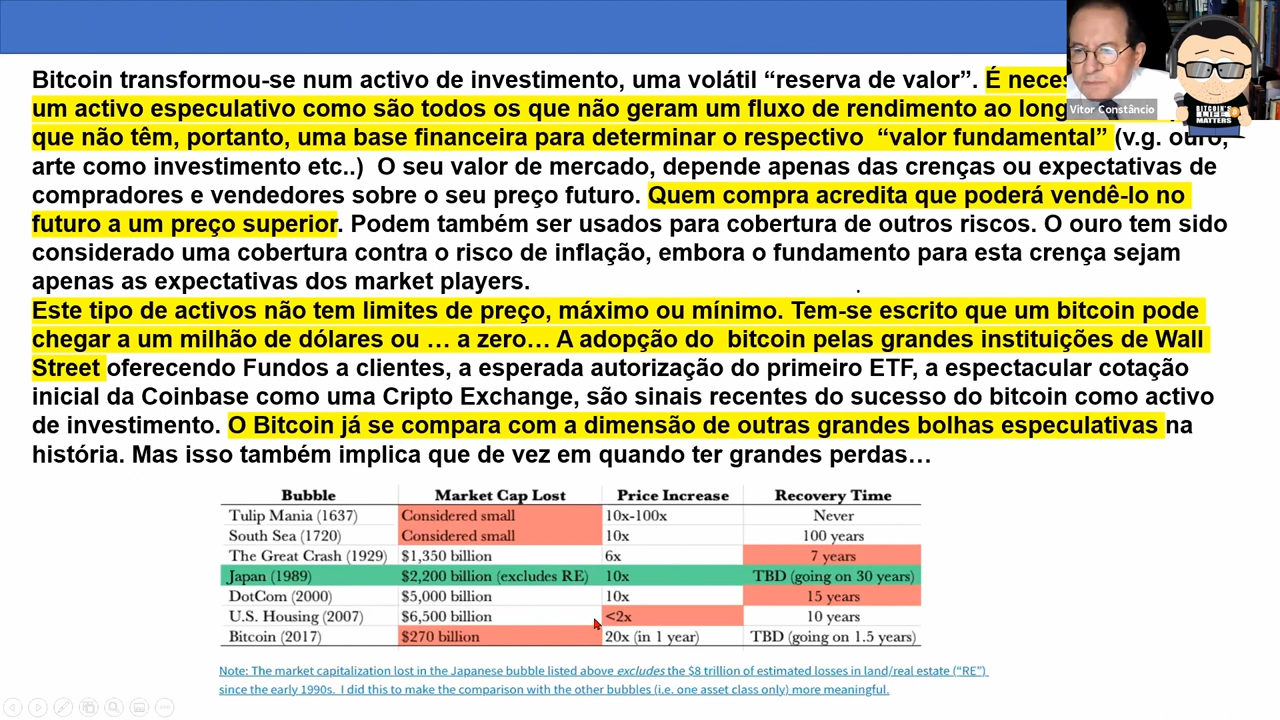 Bitcoin transformou-se num activo de investimento, uma volátil “reserva de valor”. É
um activo especulativo como são todos os que não geram um fluxo de rendimento ao
que não têm, portanto, uma base financeira para determinar o respectivo “valor fundamental” (v.g. ouro,
arte como investimento etc..) O seu valor de mercado, depende apenas das crenças ou expectativas de
compradores e vendedores sobre o seu preço futuro. Quem compra acredita que poderá vendê-lo no
futuro a um preço superior. Podem também ser usados para cobertura de outros riscos. O ouro tem sido
considerado uma cobertura contra o risco de inflação, embora o fundamento para esta crença sejam
apenas as expectativas dos market players.
Este tipo de activos não tem limites de preço, máximo ou mínimo. Tem-se escrito que um bitcoin pode
chegar a um milhão de dólares ou … a zero… A adopção do bitcoin pelas grandes instituições de Wall
Street oferecendo Fundos a clientes, a esperada autorização do primeiro ETF, a espectacular cotação
inicial da Coinbase como uma Cripto Exchange, são sinais recentes do sucesso do bitcoin como activo
de investimento. O Bitcoin já se compara com a dimensão de outras grandes bolhas especulativas na
história. Mas isso também implica que de vez em quando ter grandes perdas…
Vitor Constâncio
BITCOIN'S
MATTERS
Bubble Market Cap Lost Price Increase Recovery Time
Tulip Mania (1637) Considered small 10x-100x Never
South Sea (1720) Considered small 10x 100 years
The Great Crash (1929) $1,350 billion 6x 7 years
Japan (1989) $2,200 billion (excludes RE) 10x TBD (going on 30 years)
DotCom (2000) $5,000 billion 10x 15 years
U.S. Housing (2007) $6,500 billion <2x 10 years
Bitcoin (2017) $270 billion 20x (in 1 year) TBD (going on 1.5 years)
Note: The market capitalization lost in the Japanese bubble listed above excludes the $8 trillion of estimated losses in land/real estate (“RE”)
since the early 1990s. I did this to make the comparison with the other bubbles (i.e. one asset class only) more meaningful.